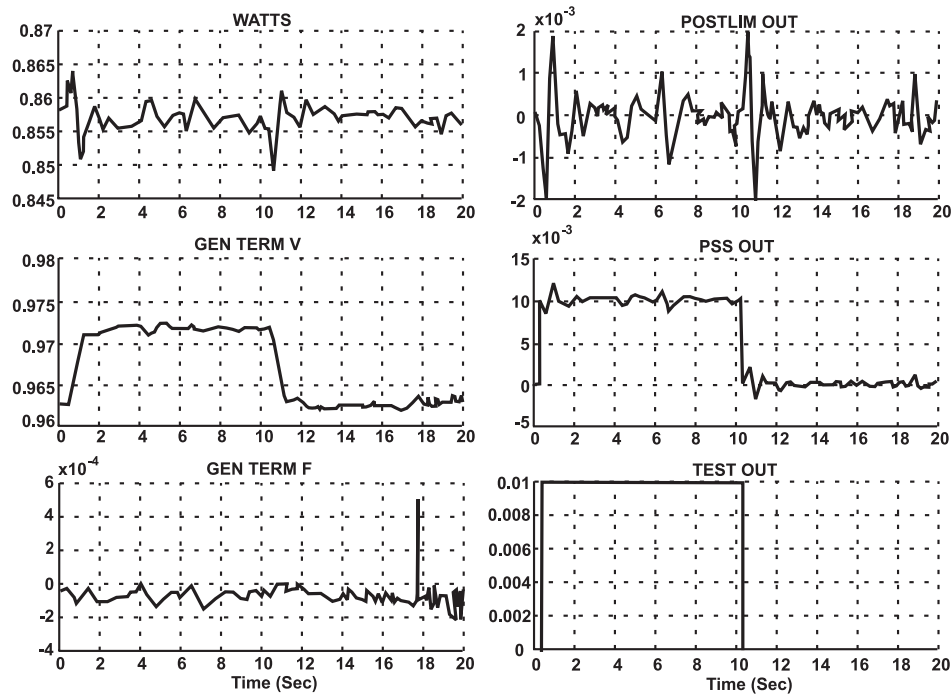 WATTS
0.87
0.865
0.86
0.855
0.85
0.845
0 2 4 6 8 10 12 14 16 18 20
POSTLIM OUT
x10-3
2
1
0
-1
-2
0 2 4 6 8 10 12 14 16 18 20
GEN TERM V
0.98
0.975
0.97
0.965
0.96
0 2 4 6 8 10 12 14 16 18 20
PSS OUT
x10-3
15
10
5
0
-5
0 2 4 6 8 10 12 14 16 18 20
GEN TERM F
x10-4
6
4
2
0
-2
-4
0 2 4 6 8 10 12 14 16 18 20
Time (Sec)
TEST OUT
0.01
0.008
0.006
0.004
0.002
0
0 2 4 6 8 10 12 14 16 18 20
Time (Sec)